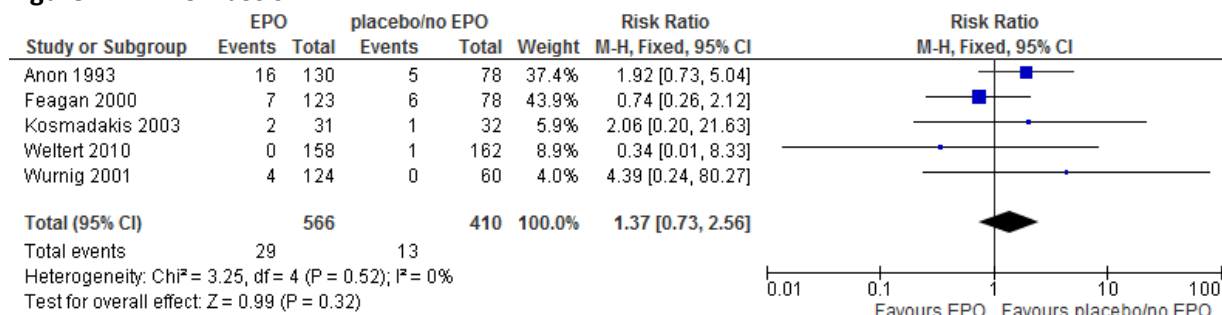 EPO placebo/no EPO Risk Ratio Risk Ratio
Study or Subgroup Events Total Events Total Weight M-H, Fixed, 95% CI M-H, Fixed, 95% CI
Anon 1993 16 130 5 78 37.4% 1.92 [0.73, 5.04]
Feagan 2000 7 123 6 78 43.9% 0.74 [0.26, 2.12]
Kosmadakis 2003 2 31 1 32 5.9% 2.06 [0.20, 21.63]
Weltert 2010 0 158 1 162 8.9% 0.34 [0.01, 8.33]
Wurnig 2001 4 124 0 60 4.0% 4.39 [0.24, 80.27]
Total (95% CI) 566 410 100.0% 1.37 [0.73, 2.56]
Total events 29 13
Heterogeneity: Chi² = 3.25, df = 4 (P = 0.52); I² = 0%
Test for overall effect: Z = 0.99 (P = 0.32)
0.01 0.1 1 10 100
Favours EPO Favours placebo/no EPO